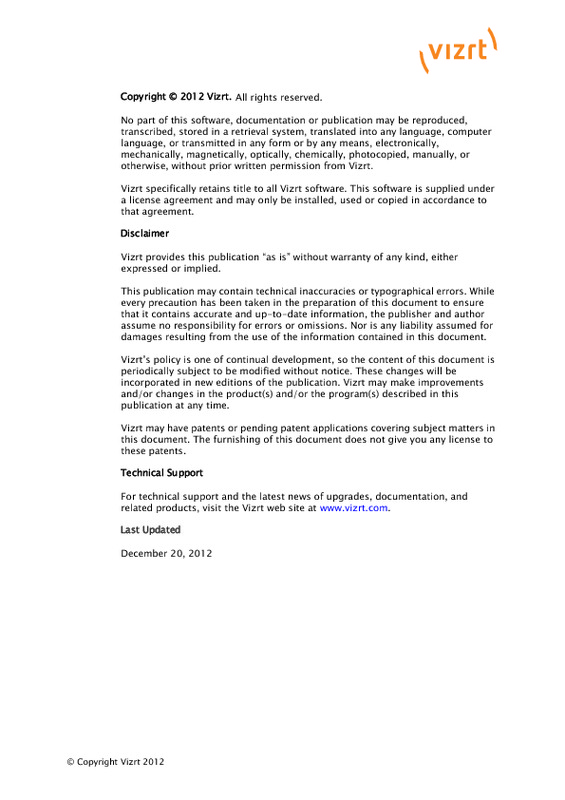 vizrt
Copyright © 2012 Vizrt. All rights reserved.
No part of this software, documentation or publication may be reproduced,
transcribed, stored in a retrieval system, translated into any language, computer
language, or transmitted in any form or by any means, electronically,
mechanically, magnetically, optically, chemically, photocopied, manually, or
otherwise, without prior written permission from Vizrt.
Vizrt specifically retains title to all Vizrt software. This software is supplied under
a license agreement and may only be installed, used or copied in accordance to
that agreement.
Disclaimer
Vizrt provides this publication “as is” without warranty of any kind, either
expressed or implied.
This publication may contain technical inaccuracies or typographical errors. While
every precaution has been taken in the preparation of this document to ensure
that it contains accurate and up-to-date information, the publisher and author
assume no responsibility for errors or omissions. Nor is any liability assumed for
damages resulting from the use of the information contained in this document.
Vizrt’s policy is one of continual development, so the content of this document is
periodically subject to be modified without notice. These changes will be
incorporated in new editions of the publication. Vizrt may make improvements
and/or changes in the product(s) and/or the program(s) described in this
publication at any time.
Vizrt may have patents or pending patent applications covering subject matters in
this document. The furnishing of this document does not give you any license to
these patents.
Technical Support
For technical support and the latest news of upgrades, documentation, and
related products, visit the Vizrt web site at www.vizrt.com.
Last Updated
December 20, 2012
© Copyright Vizrt 2012